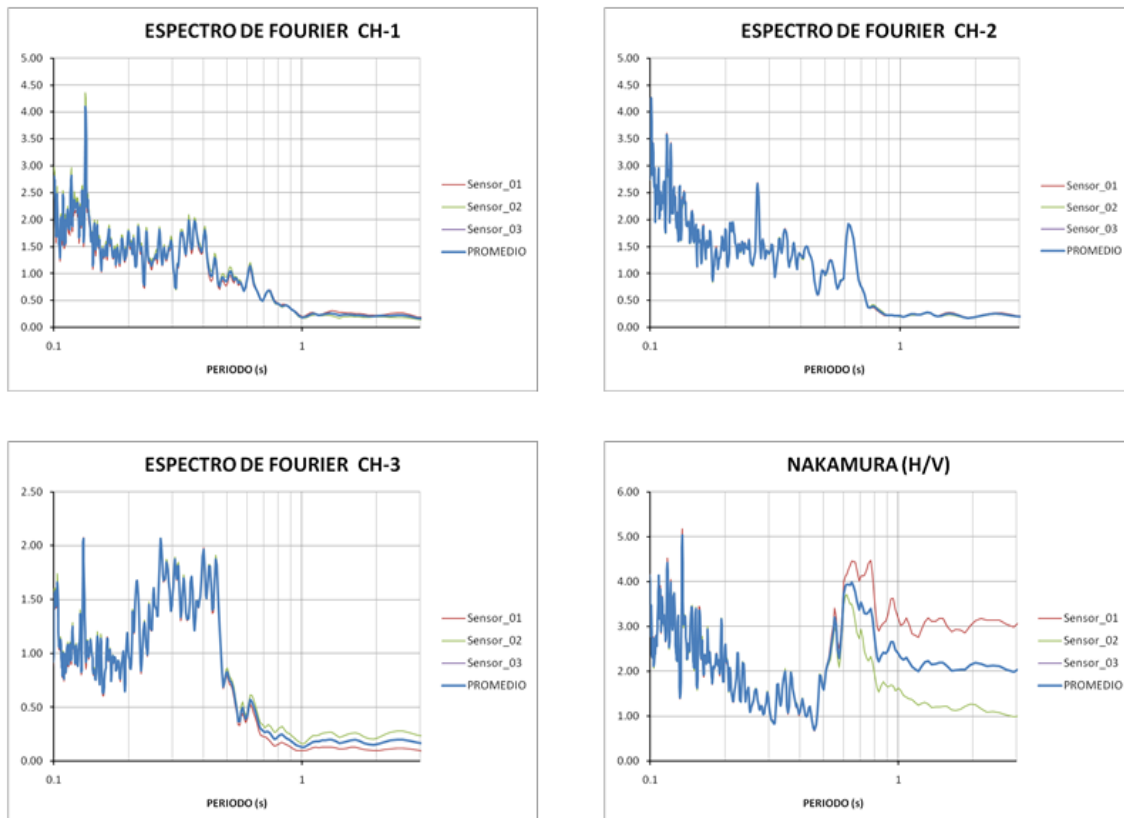 ESPECTRO DE FOURIER CH-1
5.00
4.50
4.00
3.50
3.00
2.50
2.00
1.50
1.00
0.50
0.00
0.1
1
PERIODO (s)
Sensor_01
Sensor_02
Sensor_03
PROMEDIO
ESPECTRO DE FOURIER CH-2
5.00
4.50
4.00
3.50
3.00
2.50
2.00
1.50
1.00
0.50
0.00
0.1
1
PERIODO (s)
Sensor_01
Sensor_02
Sensor_03
PROMEDIO
ESPECTRO DE FOURIER CH-3
2.50
2.00
1.50
1.00
0.50
0.00
0.1
1
PERIODO (s)
Sensor_01
Sensor_02
Sensor_03
PROMEDIO
NAKAMURA (H/V)
6.00
5.00
4.00
3.00
2.00
1.00
0.00
0.1
1
PERIODO (s)
Sensor_01
Sensor_02
Sensor_03
PROMEDIO